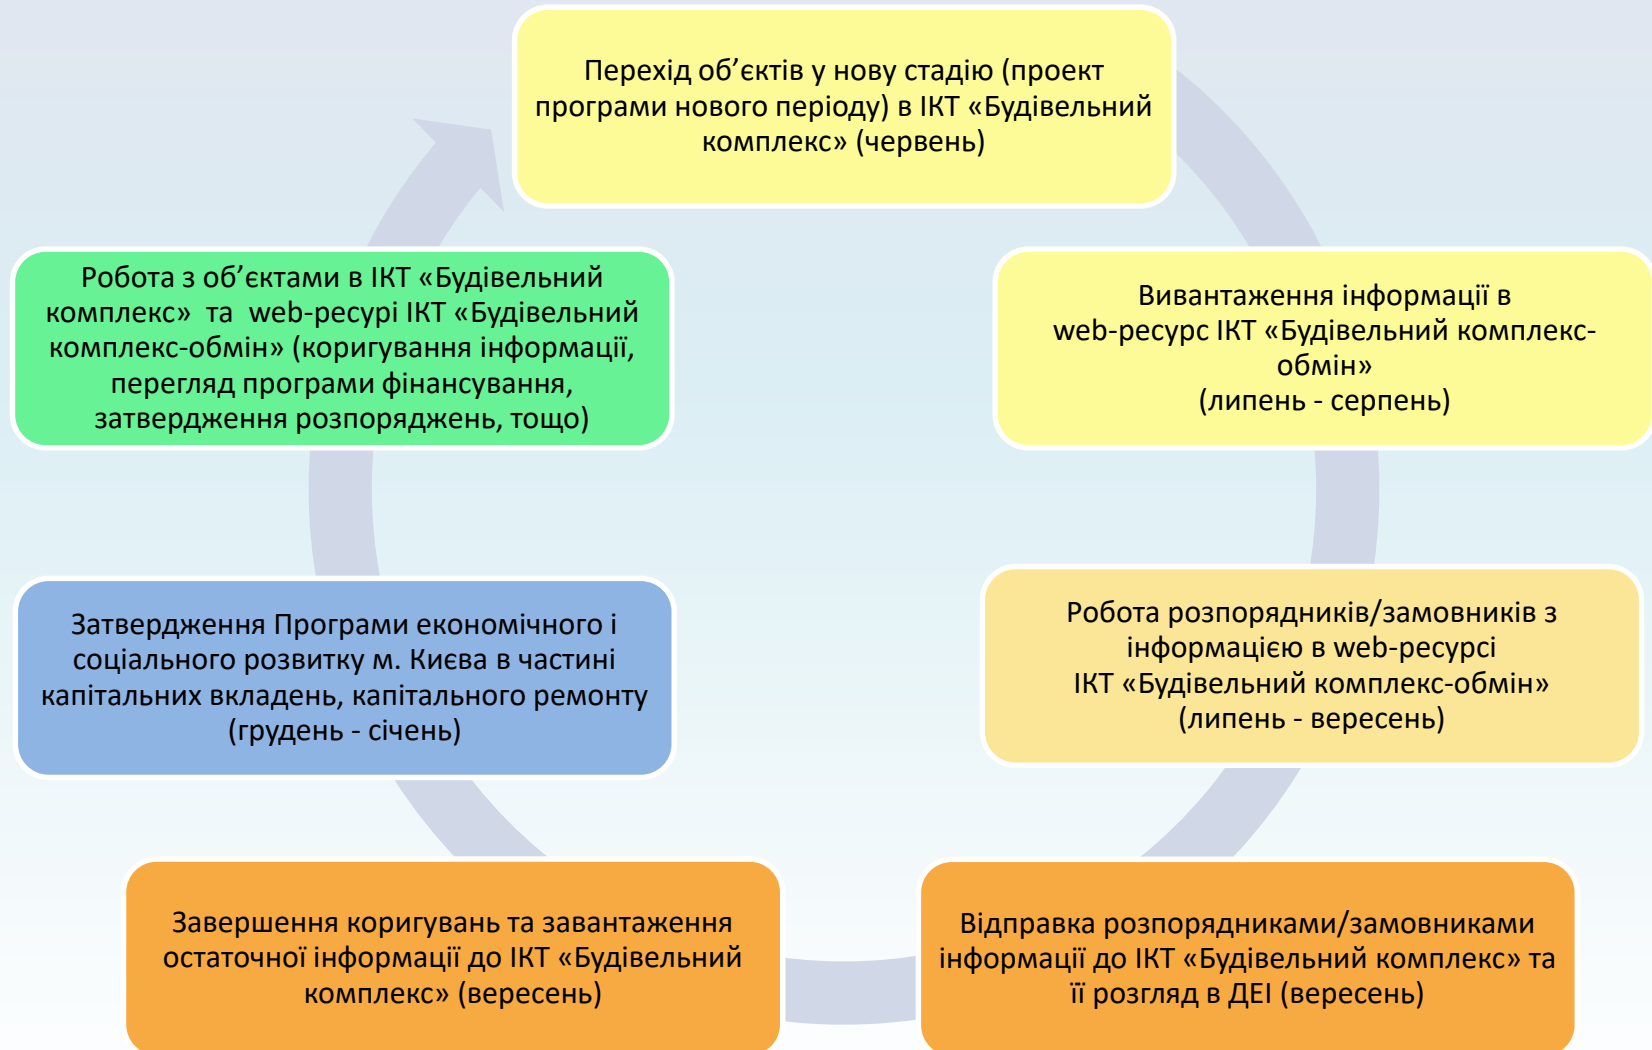 Перехід об’єктів у нову стадію (проект
програми нового періоду) в ІКТ «Будівельний
комплекс» (червень)
Вивантаження інформації в
web-ресурс ІКТ «Будівельний комплекс-
обмін»
(липень - серпень)
Робота розпорядників/замовників з
інформацією в web-ресурсі
ІКТ «Будівельний комплекс-обмін»
(липень - вересень)
Відправка розпорядниками/замовниками
інформації до ІКТ «Будівельний комплекс» та
її розгляд в ДЕІ (вересень)
Завершення коригувань та завантаження
остаточної інформації до ІКТ «Будівельний
комплекс» (вересень)
Затвердження Програми економічного і
соціального розвитку м. Києва в частині
капітальних вкладень, капітального ремонту
(грудень - січень)
Робота з об’єктами в ІКТ «Будівельний
комплекс» та web-ресурі ІКТ «Будівельний
комплекс-обмін» (коригування інформації,
перегляд програми фінансування,
затвердження розпоряджень, тощо)